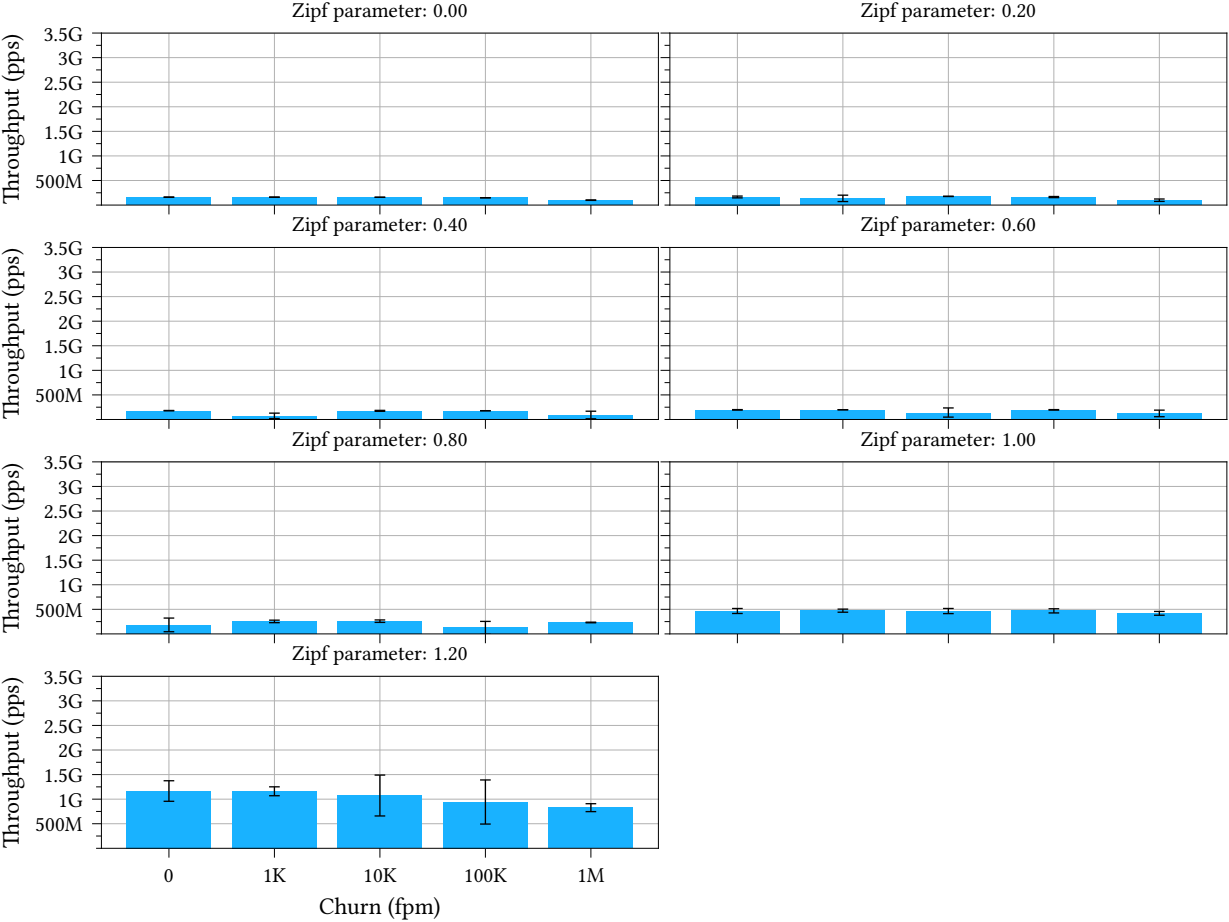 Zipf parameter: 0.00
Zipf parameter: 0.20
Throughput (pps)
3.5G
3G
2.5G
2G
1.5G
1G
500M
Zipf parameter: 0.40
Zipf parameter: 0.60
Throughput (pps)
3.5G
3G
2.5G
2G
1.5G
1G
500M
Zipf parameter: 0.80
Zipf parameter: 1.00
Throughput (pps)
3.5G
3G
2.5G
2G
1.5G
1G
500M
Zipf parameter: 1.20
Throughput (pps)
3.5G
3G
2.5G
2G
1.5G
1G
500M
0 1K 10K 100K 1M
Churn (fpm)